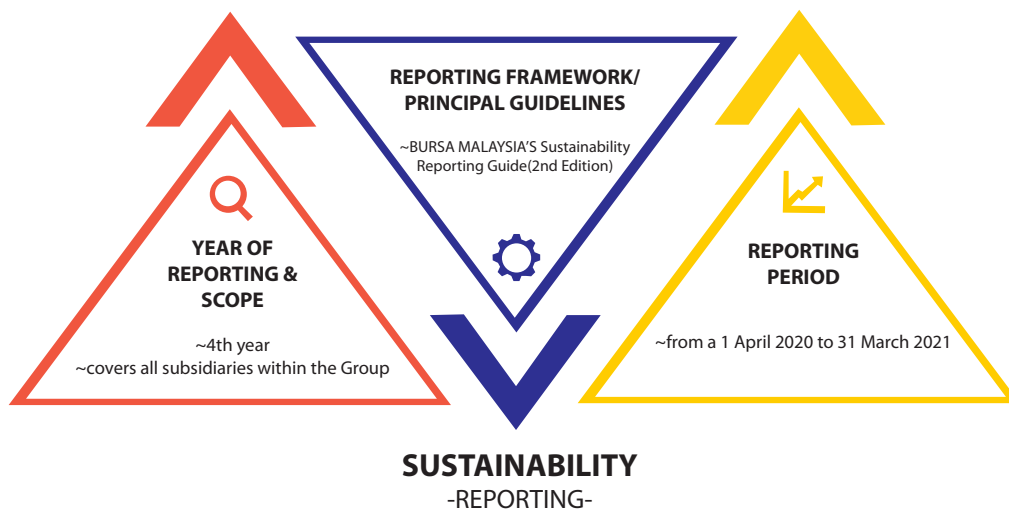 REPORTING FRAMEWORK/
PRINCIPAL GUIDELINES
~BURSA MALAYSIA'S Sustainability
Reporting Guide(2nd Edition)
YEAR OF
REPORTING &
SCOPE
~4th year
~covers all subsidiaries within the Group
REPORTING
PERIOD
~from a 1 April 2020 to 31 March 2021
SUSTAINABILITY
-REPORTING-